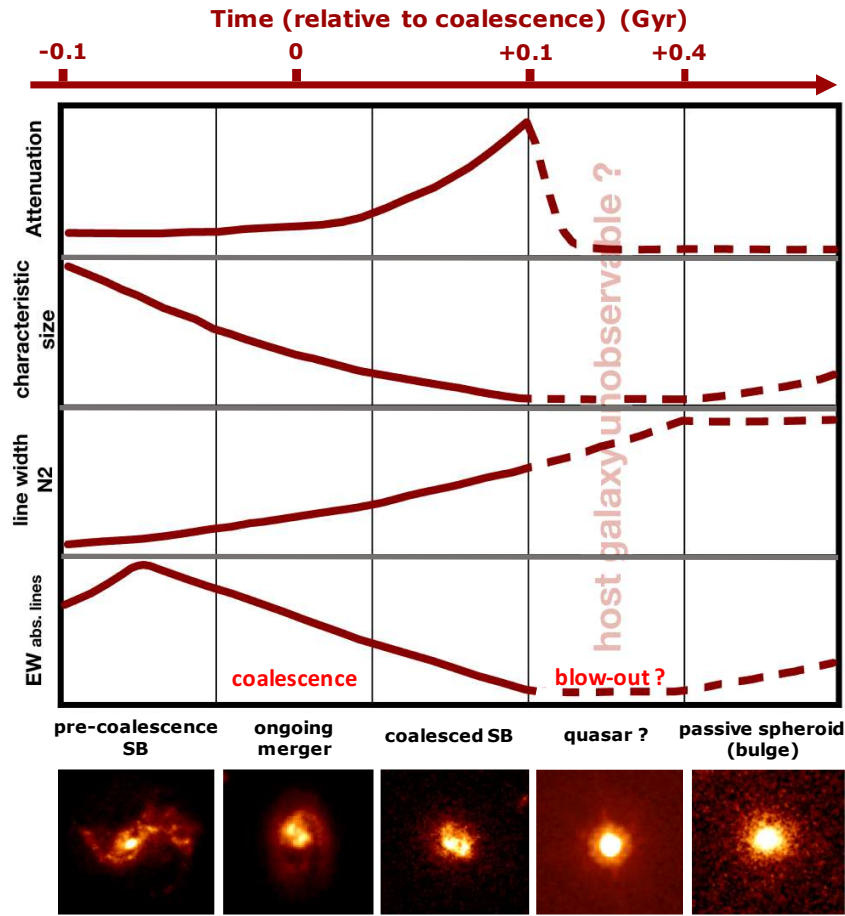 Time (relative to coalescence) (Gyr)
-0.1 0 +0.1 +0.4
Attenuation
characteristic
size
line width
N2
EW abs. lines
host galaxy unobservable ?
coalescence
blow-out ?
pre-coalescence
SB
ongoing
merger
coalesced SB
quasar ?
passive spheroid
(bulge)